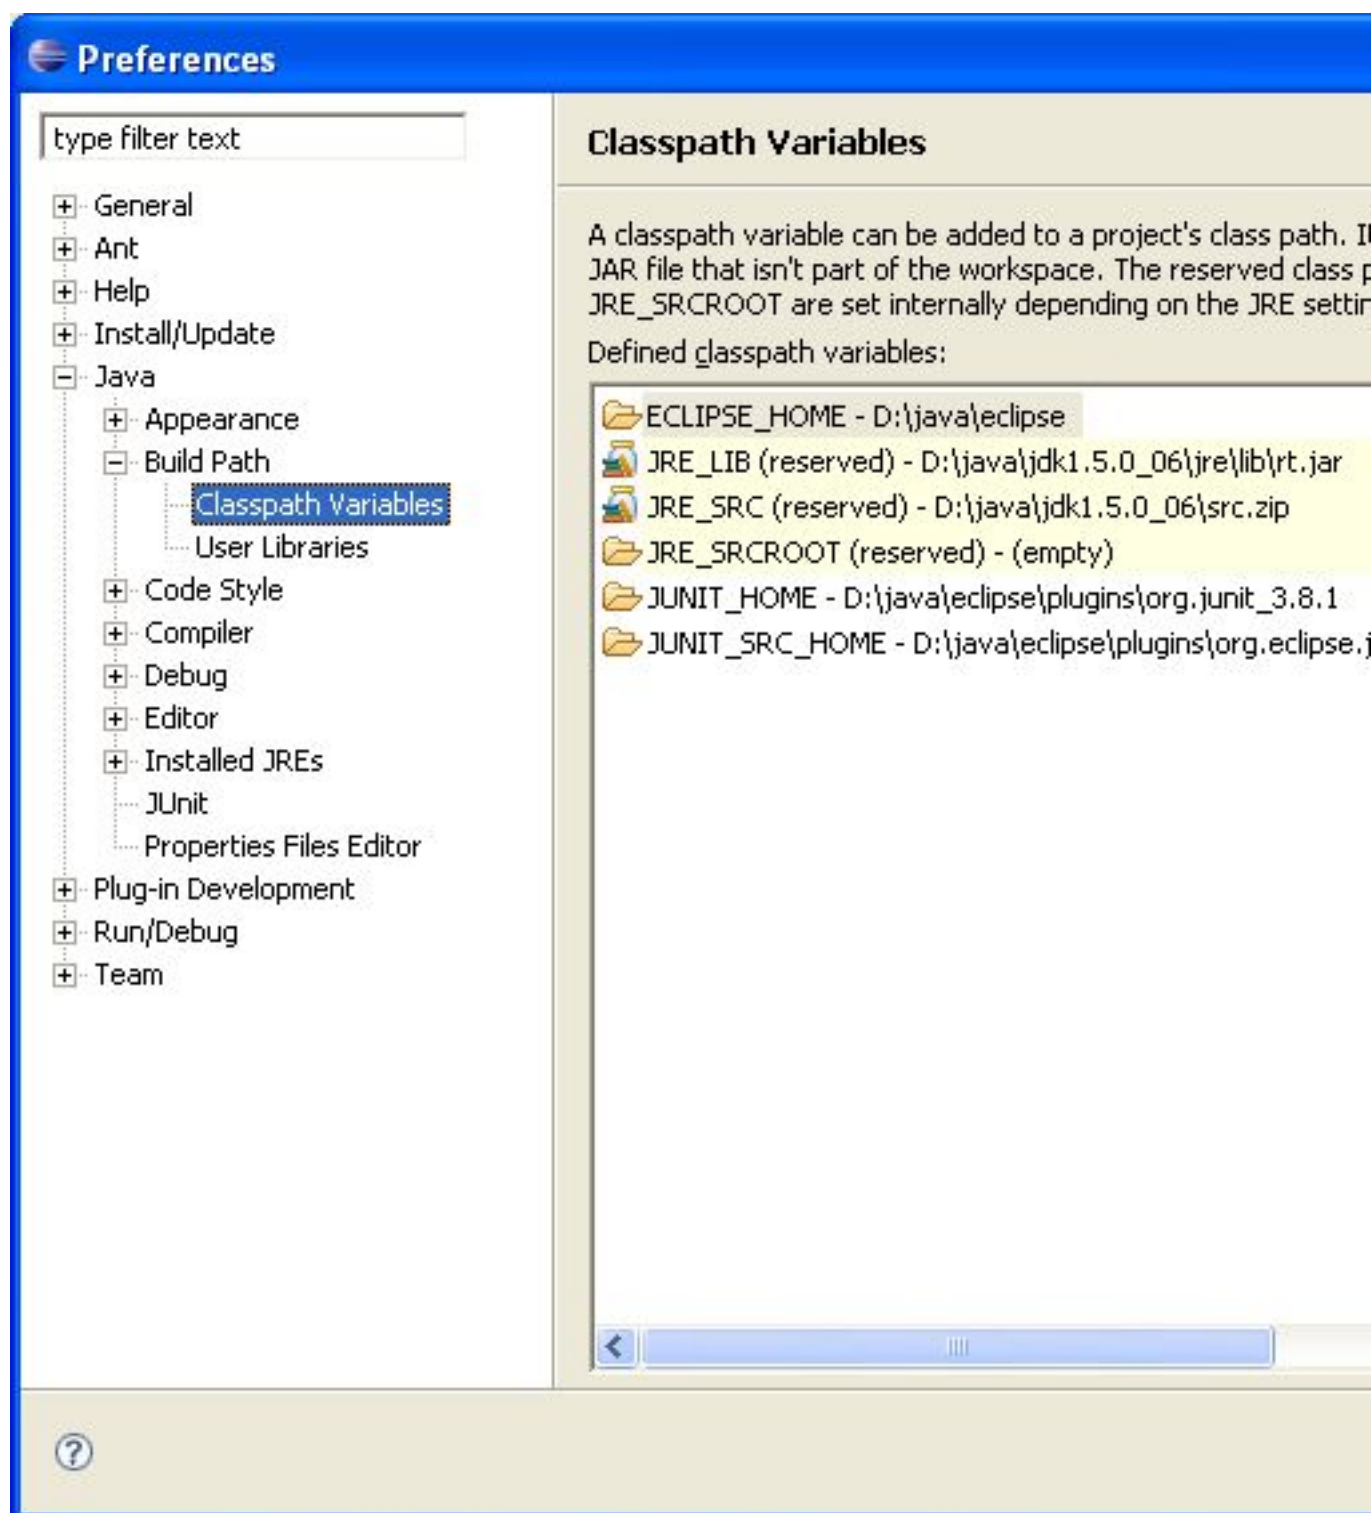 Preferences
type filter text
General
Ant
Help
Install/Update
Java
Appearance
Build Path
Classpath Variables
User Libraries
Code Style
Compiler
Debug
Editor
Installed JREs
JUnit
Properties Files Editor
Plug-in Development
Run/Debug
Team
Classpath Variables
A classpath variable can be added to a project's class path.
JAR file that isn't part of the workspace. The reserved class
JRE_SRCROOT are set internally depending on the JRE
Defined classpath variables:
ECLIPSE_HOME - D:\java\eclipse
JRE_LIB (reserved) - D:\java\jdk1.5.0_06\jre\lib\rt.jar
JRE_SRC (reserved) - D:\java\jdk1.5.0_06\src.zip
JRE_SRCROOT (reserved) - (empty)
JUNIT_HOME - D:\java\eclipse\plugins\org.junit_3.8.1
JUNIT_SRC_HOME - D:\java\eclipse\plugins\org.eclipse.